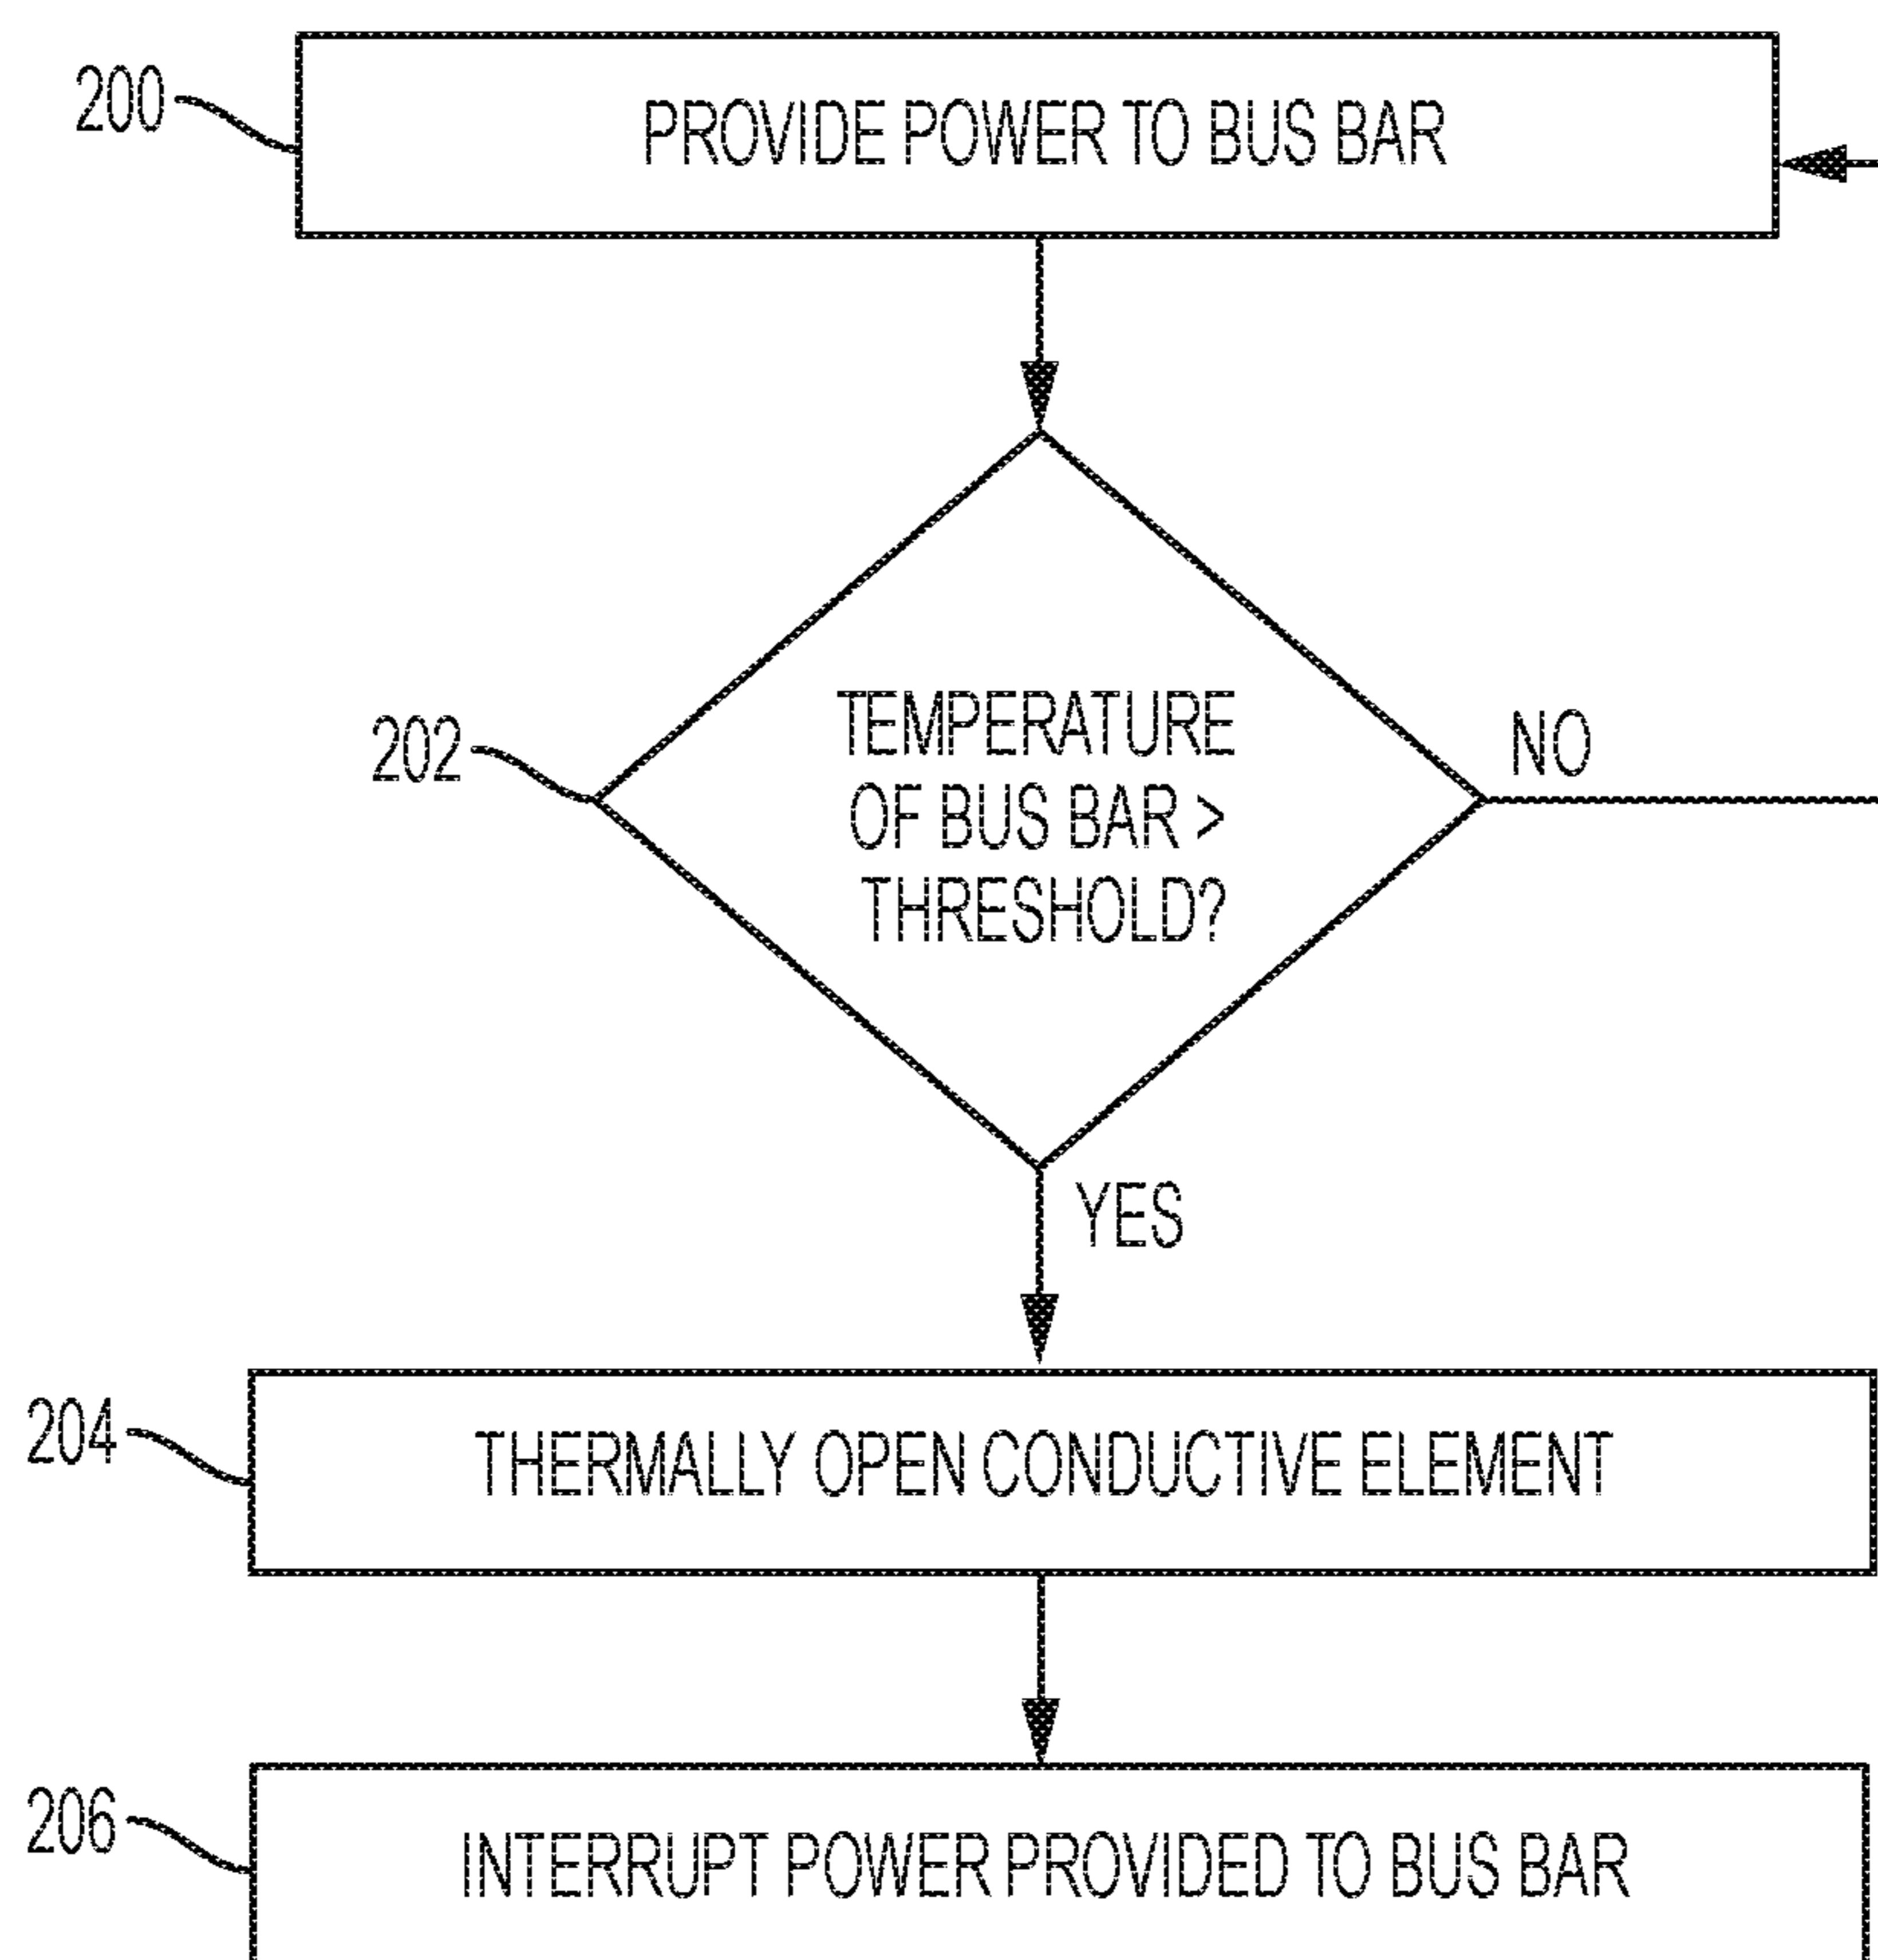 200
PROVIDE POWER TO BUS BAR
202
TEMPERATURE
OF BUS BAR >
THRESHOLD?
NO
YES
204
THERMALLY OPEN CONDUCTIVE ELEMENT
206
INTERRUPT POWER PROVIDED TO BUS BAR